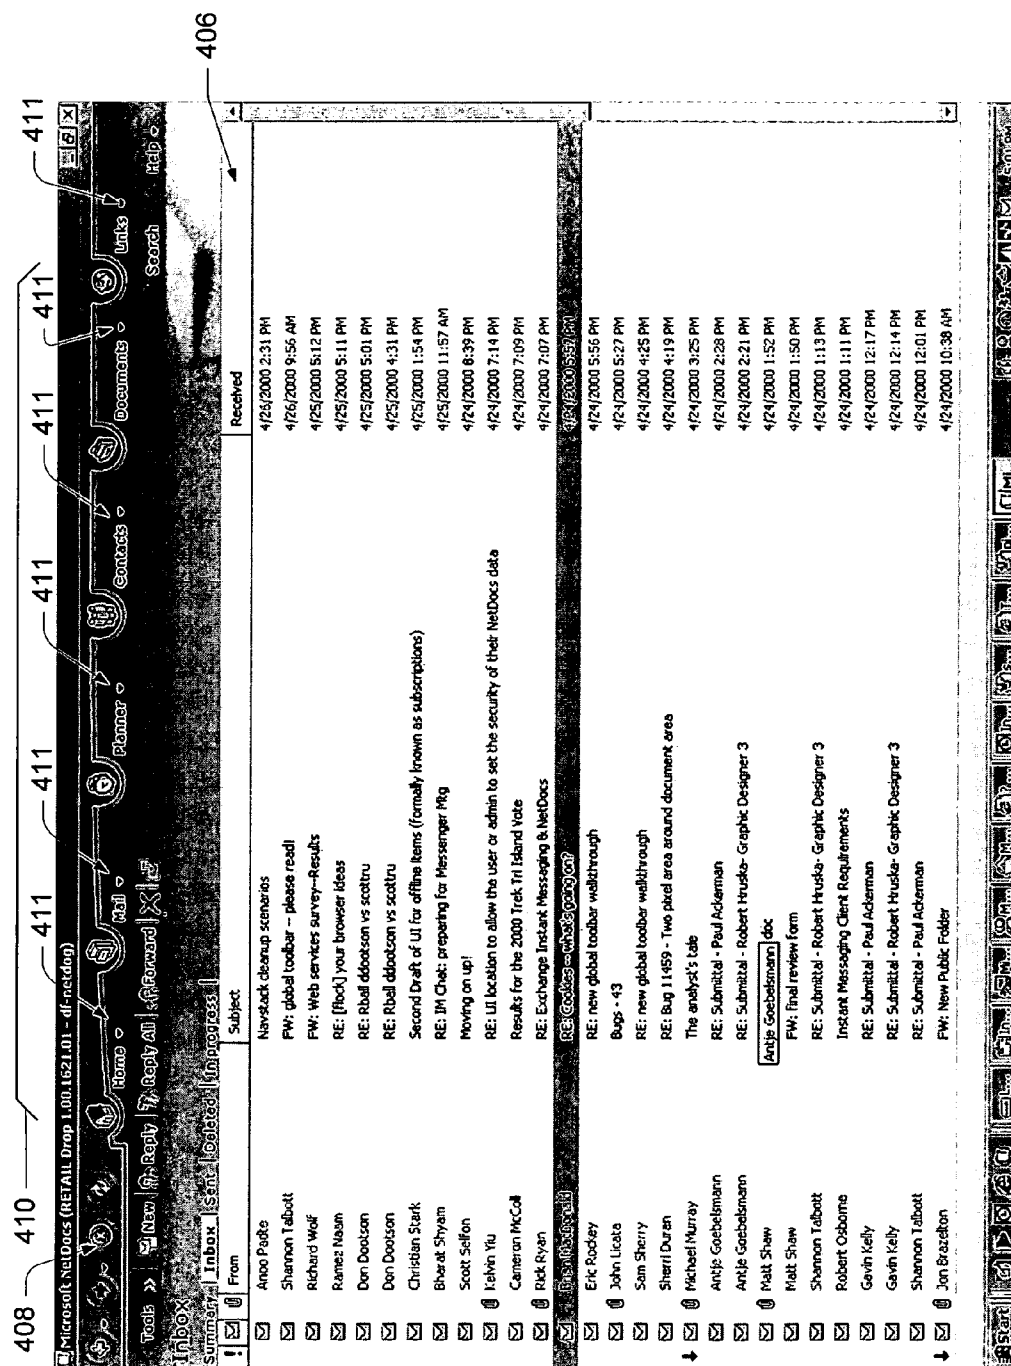 408
410
411
411
411
411
411
411
406
Microsoft NetDocs (RETAIL Drop 1.00.1621.01 - df-netdog)
Home Mail Planner Contacts Documents Links
Tools >> New Reply Reply All Forward Search Help
Inbox
Summary Inbox Sent Deleted In progress
! From Subject Received
Anoo Padte Navstack cleanup scenarios 4/26/2000 2:31 PM
Shannon Talbott FW: global toolbar -- please read! 4/26/2000 9:56 AM
Richard Wolf FW: Web services survey--Results 4/25/2000 5:12 PM
Ramez Naam RE: [flock] your browser ideas 4/25/2000 5:11 PM
Don Dootson RE: Rtball ddootson vs scottru 4/25/2000 5:01 PM
Don Dootson RE: Rtball ddootson vs scottru 4/25/2000 4:31 PM
Christian Stark Second Draft of UI for offline items (formally known as subscriptions) 4/25/2000 1:54 PM
Bharat Shyam RE: IM Chat: preparing for Messenger Mtg 4/25/2000 11:57 AM
Scott Seifon Moving on up! 4/24/2000 8:39 PM
Kelvin Yiu RE: UI location to allow the user or admin to set the security of their NetDocs data 4/24/2000 7:14 PM
Cameron McColl Results for the 2000 Trek Tri Island Vote 4/24/2000 7:09 PM
Rick Ryan RE: Exchange Instant Messaging & NetDocs 4/24/2000 7:07 PM
RE: Cookies -- what's going on? 4/24/2000 5:57 PM
Eric Rockey RE: new global toolbar walkthrough 4/24/2000 5:56 PM
John Licata Bugs - 43 4/24/2000 5:27 PM
Sam Sherry RE: new global toolbar walkthrough 4/24/2000 4:25 PM
Sherri Duran RE: Bug 11459 - Two pixel area around document area 4/24/2000 4:19 PM
Michael Murray The analyst's tale 4/24/2000 3:25 PM
Antje Goebelsmann RE: Submittal - Paul Ackerman 4/24/2000 2:28 PM
Antje Goebelsmann RE: Submittal - Robert Hruska- Graphic Designer 3 4/24/2000 2:21 PM
Matt Shaw Antje Goebelsmann doc 4/24/2000 1:52 PM
Matt Shaw FW: final review form 4/24/2000 1:50 PM
Shannon Talbott RE: Submittal - Robert Hruska- Graphic Designer 3 4/24/2000 1:13 PM
Robert Osborne Instant Messaging Client Requirements 4/24/2000 1:11 PM
Gavin Kelly RE: Submittal - Paul Ackerman 4/24/2000 12:17 PM
Gavin Kelly RE: Submittal - Robert Hruska- Graphic Designer 3 4/24/2000 12:14 PM
Shannon Talbott RE: Submittal - Paul Ackerman 4/24/2000 12:01 PM
Jon Brazelton FW: New Public Folder 4/24/2000 10:38 AM
Start 5:01 PM